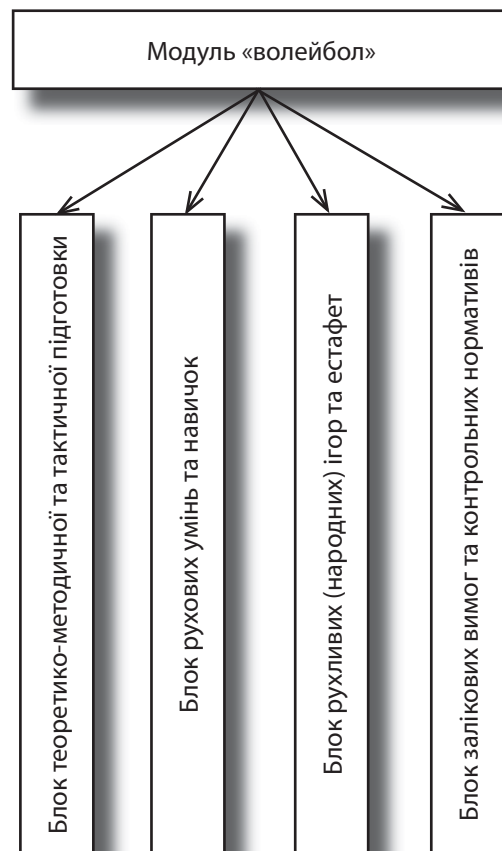 Модуль «волейбол»
Блок теоретико-методичної та тактичної підготовки
Блок рухових умінь та навичок
Блок рухливих (народних) ігор та естафет
Блок залікових вимог та контрольних нормативів